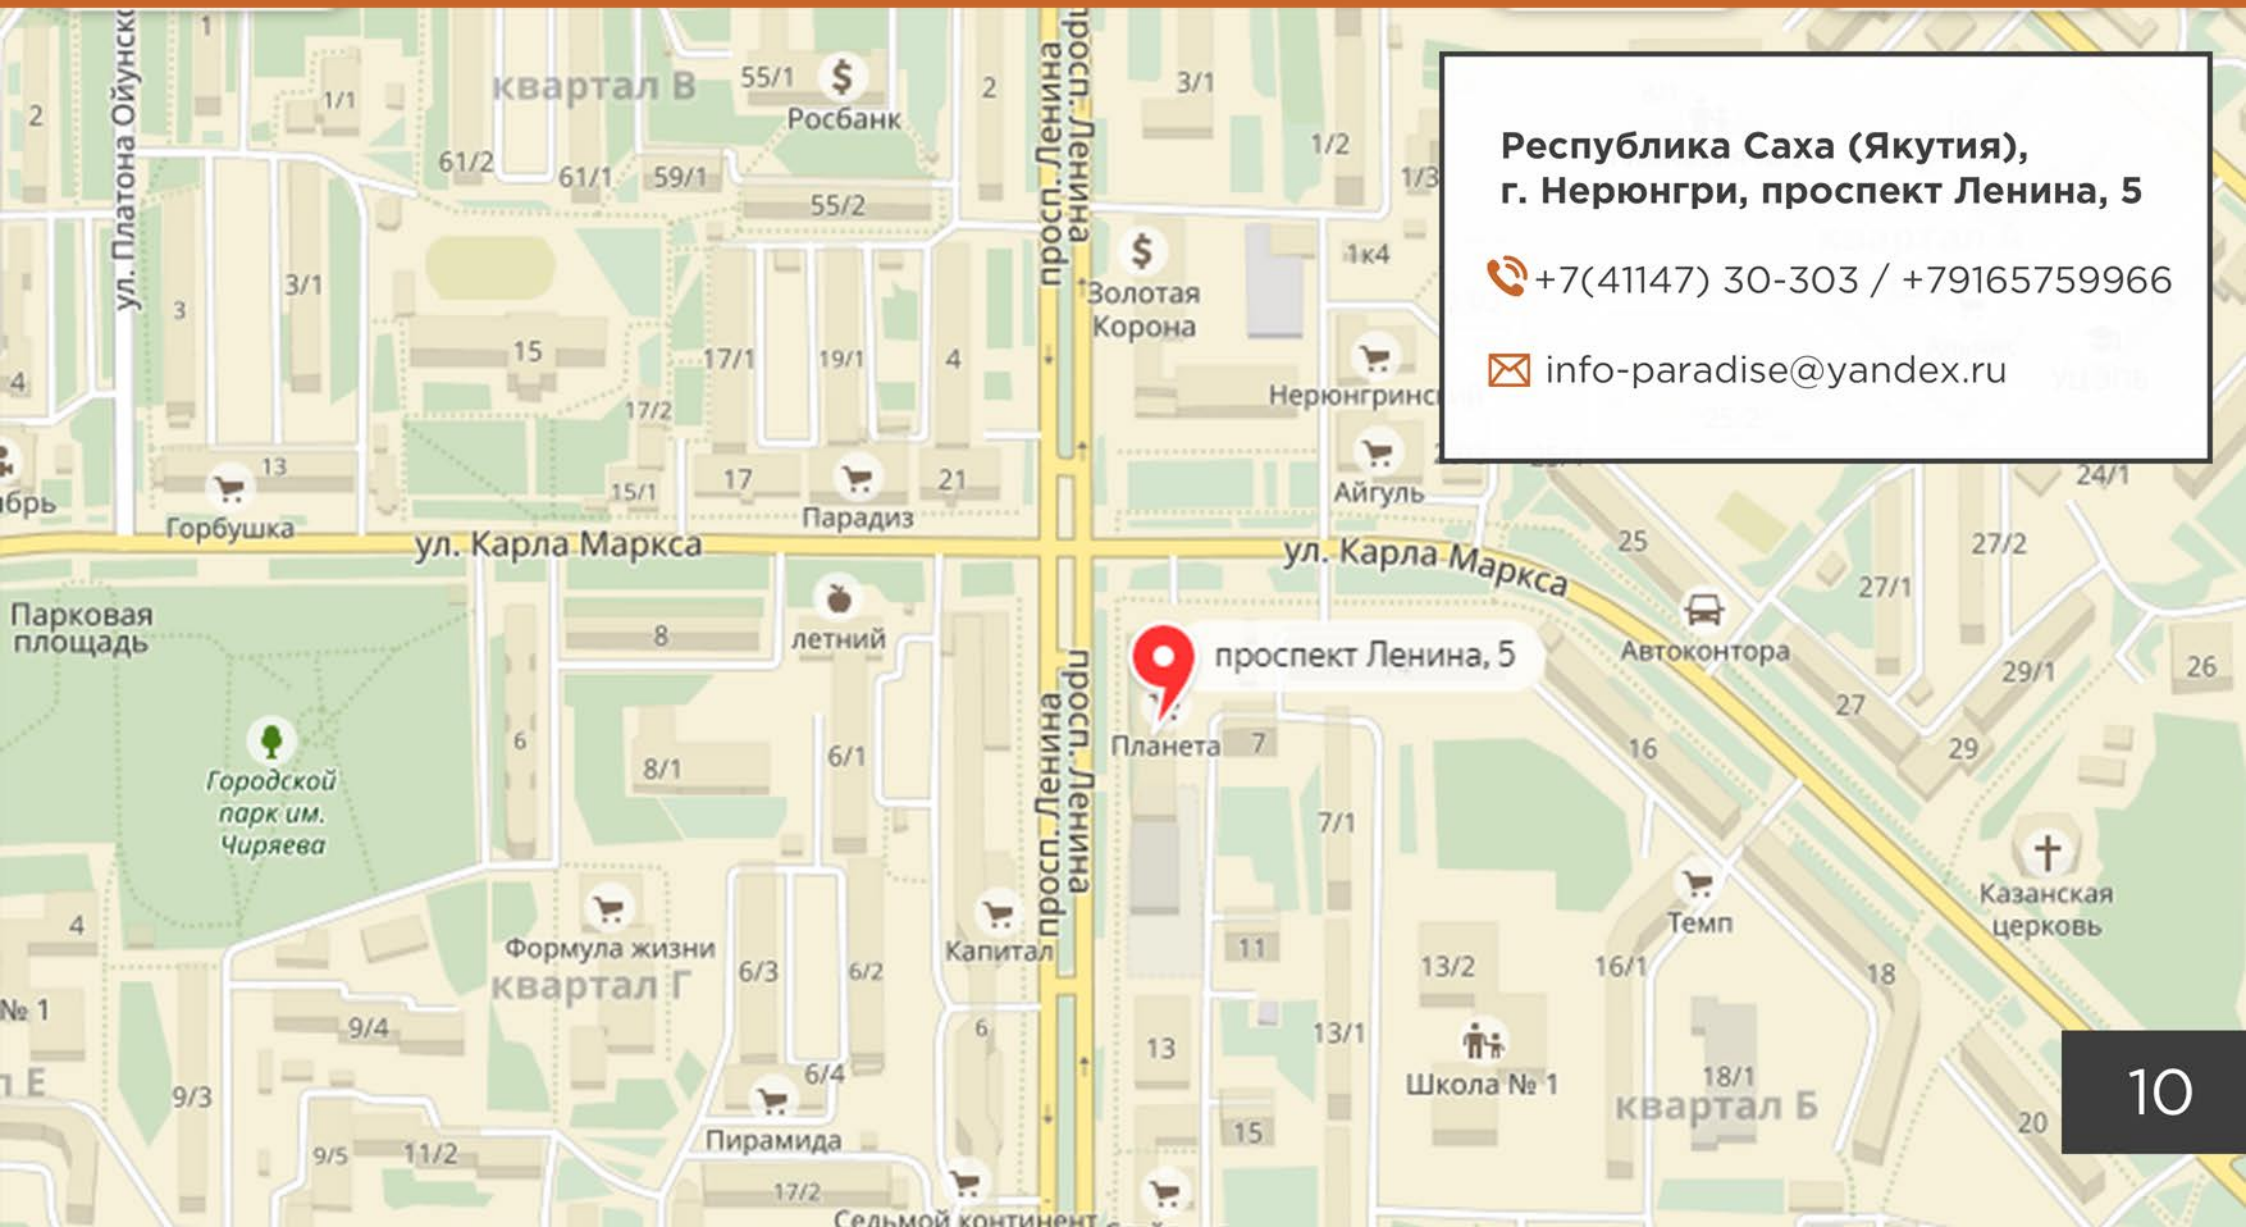 Республика Саха (Якутия),
г. Нерюнгри, проспект Ленина, 5
+7(41147) 30-303 / +79165759966
info-paradise@yandex.ru
1
2
1/1
квартал В
55/1
Росбанк
2
3/1
61/2
61/1
59/1
55/2
1/2
1/3
просп. Ленина
просп. Ленина
1к4
3
3/1
Золотая
Корона
15
17/1
19/1
4
4
17/2
Айгуль
13
15/1
17
21
Горбушка
Парадиз
24/1
ул. Карла Маркса
ул. Карла Маркса
25
27/2
27/1
Парковая
площадь
8
летний
проспект Ленина, 5
Автоконтора
29/1
26
27
6
8/1
6/1
Планета
7
16
29
Городской
парк им.
Чиряева
просп. Ленина
просп. Ленина
7/1
Казанская
церковь
4
Формула жизни
квартал Г
6/3
6/2
Капитал
11
13/2
Темп
16/1
18
№ 1
9/4
6
13
13/1
Школа № 1
18/1
квартал Б
9/3
6/4
Пирамида
9/5
11/2
15
20
10
17/2
Седьмой континент